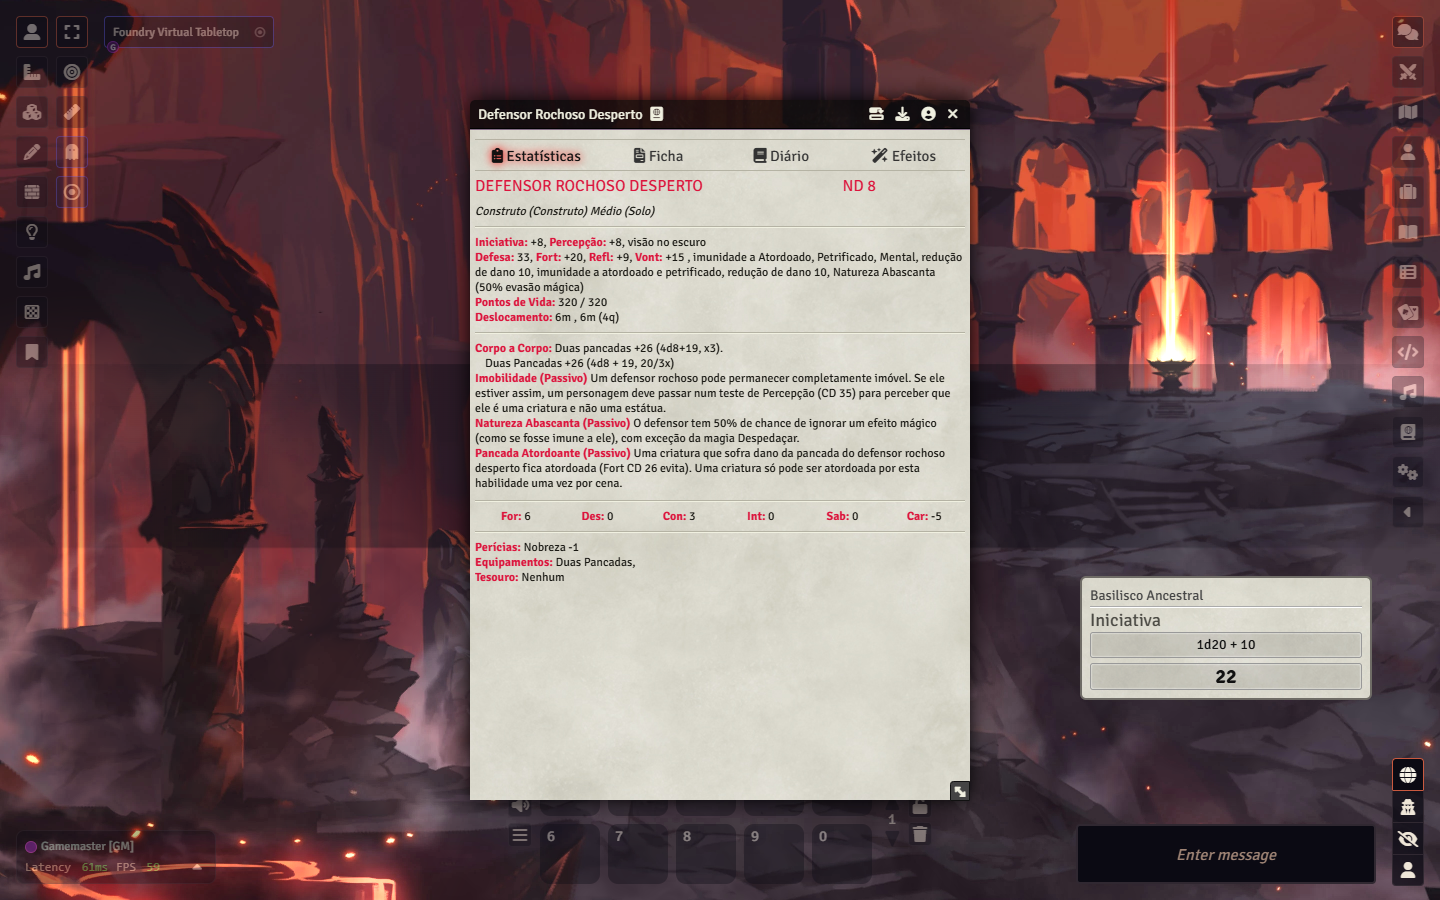 Foundry Virtual Tabletop
G
Defensor Rochoso Desperto
Estatísticas Ficha Diário Efeitos
DEFENSOR ROCHOSO DESPERTO ND 8
Construto (Construto) Médio (Solo)
Iniciativa: +8, Percepção: +8, visão no escuro
Defesa: 33, Fort: +20, Refl: +9, Vont: +15 , imunidade a Atordoado, Petrificado, Mental, redução
de dano 10, imunidade a atordoado e petrificado, redução de dano 10, Natureza Abascanta
(50% evasão mágica)
Pontos de Vida: 320 / 320
Deslocamento: 6m , 6m (4q)
Corpo a Corpo: Duas pancadas +26 (4d8+19, x3).
Duas Pancadas +26 (4d8 + 19, 20/3x)
Imobilidade (Passivo) Um defensor rochoso pode permanecer completamente imóvel. Se ele
estiver assim, um personagem deve passar num teste de Percepção (CD 35) para perceber que
ele é uma criatura e não uma estátua.
Natureza Abascanta (Passivo) O defensor tem 50% de chance de ignorar um efeito mágico
(como se fosse imune a ele), com exceção da magia Despedaçar.
Pancada Atordoante (Passivo) Uma criatura que sofra dano da pancada do defensor rochoso
desperto fica atordoada (Fort CD 26 evita). Uma criatura só pode ser atordoada por esta
habilidade uma vez por cena.
For: 6 Des: 0 Con: 3 Int: 0 Sab: 0 Car: -5
Perícias: Nobreza -1
Equipamentos: Duas Pancadas,
Tesouro: Nenhum
Basilisco Ancestral
Iniciativa
1d20 + 10
22
6 7 8 9 0 1
Gamemaster [GM]
Latency 61ms FPS 59
Enter message